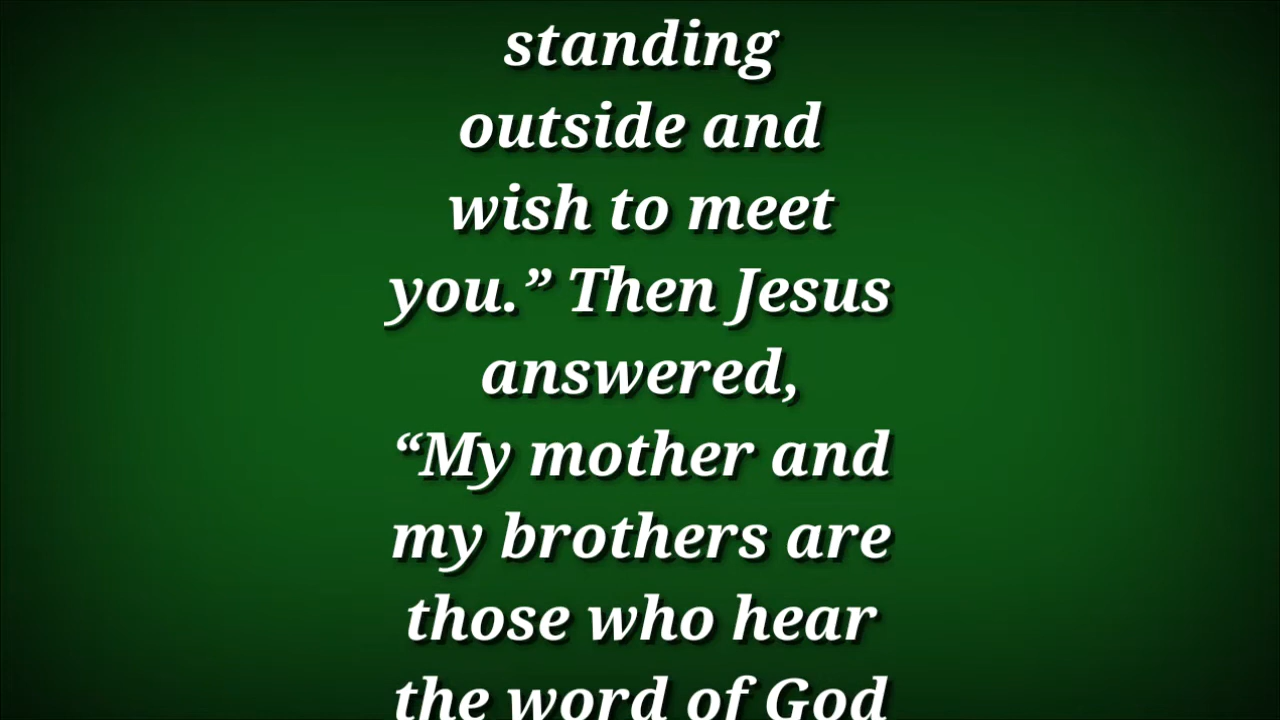 standing
outside and
wish to meet
you.” Then Jesus
answered,
“My mother and
my brothers are
those who hear
the word of God